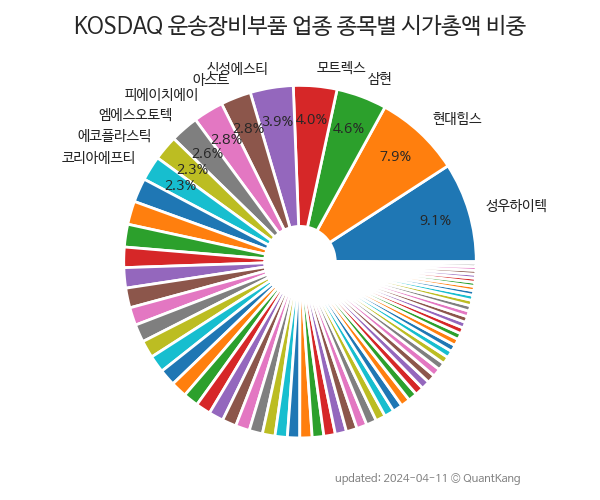 KOSDAQ 운송장비부품 업종 종목별 시가총액 비중
성우하이텍
현대힘스
삼현
모트렉스
신성에스티
아스트
피에이치에이
엠에스오토텍
에코플라스틱
코리아에프티
9.1%
7.9%
4.6%
4.0%
3.9%
2.8%
2.8%
2.6%
2.3%
2.3%
updated: 2024-04-11 © QuantKang